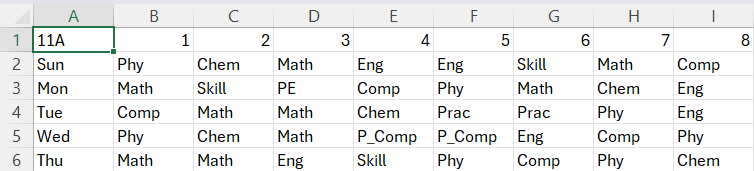 A B C D E F G H I
1 11A 1 2 3 4 5 6 7 8
2 Sun Phy Chem Math Eng Eng Skill Math Comp
3 Mon Math Skill PE Comp Phy Math Chem Eng
4 Tue Comp Math Math Chem Prac Prac Phy Eng
5 Wed Phy Chem Math P_Comp P_Comp Eng Comp Phy
6 Thu Math Math Eng Skill Phy Comp Phy Chem